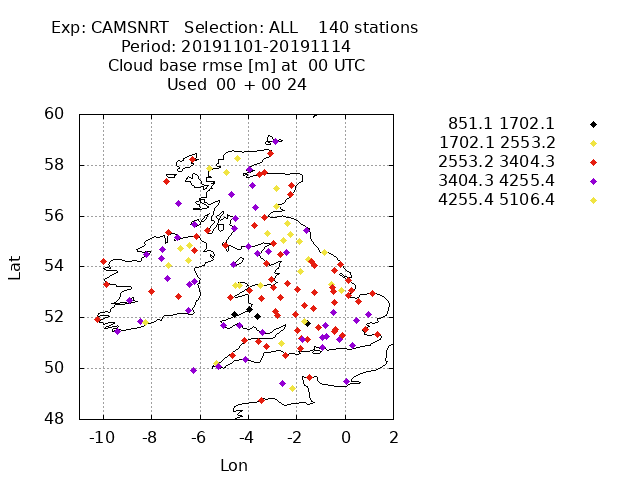 Exp: CAMSNRT   Selection: ALL    140 stations
Period: 20191101-20191114
Cloud base rmse [m] at  00 UTC
Used  00 + 00 24
851.1 1702.1
1702.1 2553.2
2553.2 3404.3
3404.3 4255.4
4255.4 5106.4
60
58
56
54
52
50
48
Lat
-10 -8 -6 -4 -2 0 2
Lon